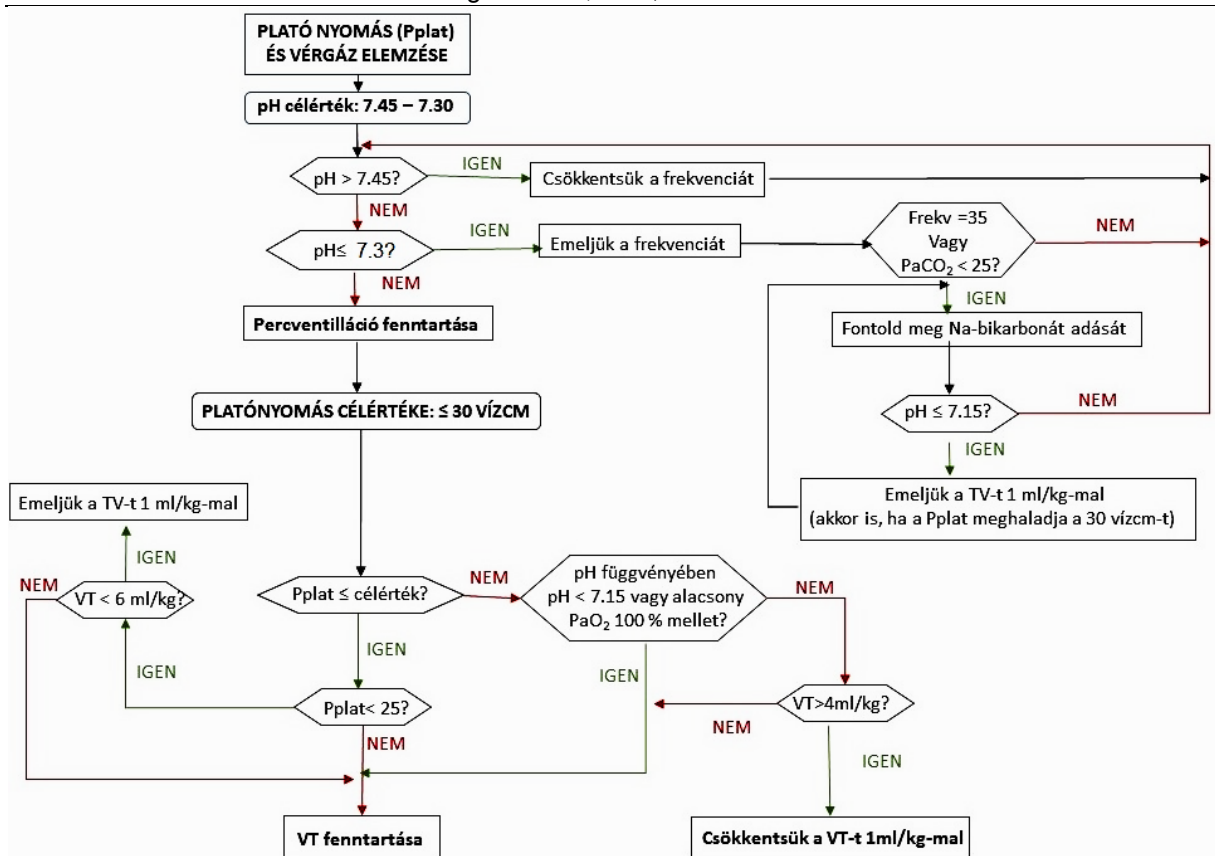 PLATÓ NYOMÁS (Pplat)
ÉS VÉRGÁZ ELEMZÉSE
pH célérték: 7.45 – 7.30
pH > 7.45?
IGEN
Csökkentsük a frekvenciát
NEM
pH≤ 7.3?
IGEN
Emeljük a frekvenciát
Frekv =35
Vagy
PaCO₂ < 25?
NEM
NEM
IGEN
Percventilláció fenntartása
Fontold meg Na-bikarbonát adását
PLATÓNYOMÁS CÉLÉRTÉKE: ≤ 30 VÍZCM
pH ≤ 7.15?
NEM
IGEN
Emeljük a TV-t 1 ml/kg-mal
(akkor is, ha a Pplat meghaladja a 30 vízcm-t)
Emeljük a TV-t 1 ml/kg-mal
IGEN
NEM
VT < 6 ml/kg?
IGEN
Pplat ≤ célérték?
NEM
pH függvényében
pH < 7.15 vagy alacsony
PaO₂ 100 % mellet?
NEM
IGEN
IGEN
Pplat< 25?
NEM
VT>4ml/kg?
NEM
IGEN
VT fenntartása
Csökkentsük a VT-t 1ml/kg-mal